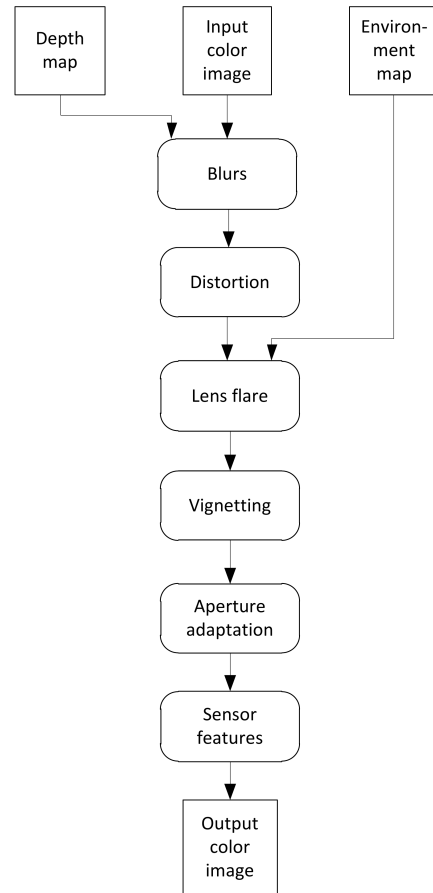 Depth
map
Input
color
image
Environ-
ment
map
Blurs
Distortion
Lens flare
Vignetting
Aperture
adaptation
Sensor
features
Output
color
image